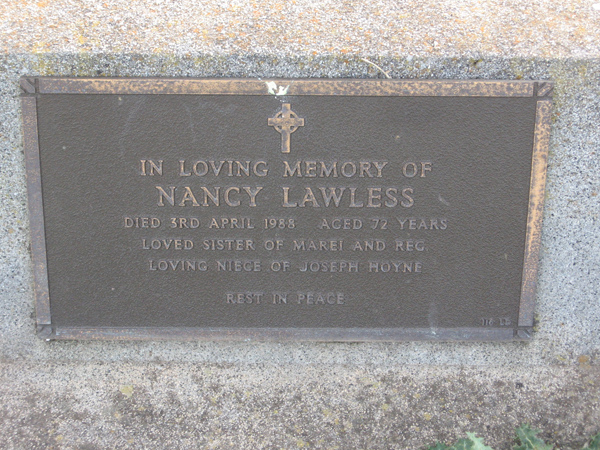 IN LOVING MEMORY OF
NANCY LAWLESS
DIED 3RD APRIL 1988 AGED 72 YEARS
LOVED SISTER OF MAREI AND REG.
LOVING NIECE OF JOSEPH HOYNE
REST IN PEACE